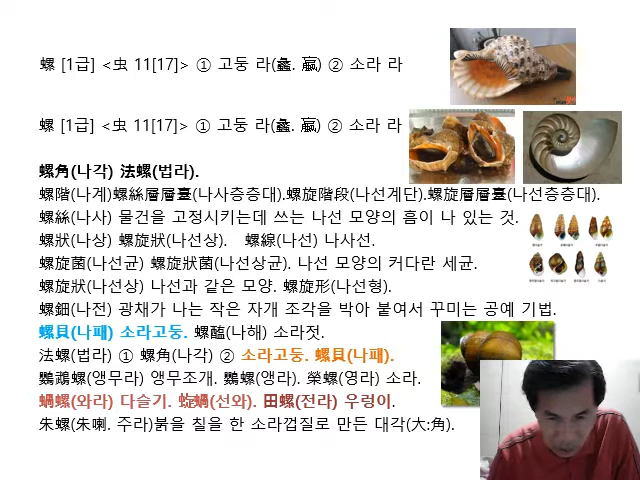 螺 [1급] <虫 11[17]> ① 고둥 라(蠡. 蠃) ② 소라 라
螺 [1급] <虫 11[17]> ① 고둥 라(蠡. 蠃) ② 소라 라
螺角(나각) 法螺(법라).
螺階(나계)螺絲層層臺(나사층층대).螺旋階段(나선계단).螺旋層層臺(나선층층대).
螺絲(나사) 물건을 고정시키는데 쓰는 나선 모양의 홈이 나 있는 것.
螺狀(나상) 螺旋狀(나선상). 螺線(나선) 나사선.
螺旋菌(나선균) 螺旋狀菌(나선상균). 나선 모양의 커다란 세균.
螺旋狀(나선상) 나선과 같은 모양. 螺旋形(나선형).
螺鈿(나전) 광채가 나는 작은 자개 조각을 박아 붙여서 꾸미는 공예 기법.
螺貝(나패) 소라고둥. 螺醢(나해) 소라젓.
法螺(법라) ① 螺角(나각) ② 소라고둥. 螺貝(나패).
鸚鵡螺(앵무라) 앵무조개. 鸚螺(앵라). 榮螺(영라) 소라.
蝸螺(와라) 다슬기. 蜁蝸(선와). 田螺(전라) 우렁이.
朱螺(朱喇. 주라)붉을 칠을 한 소라껍질로 만든 대각(大:角).